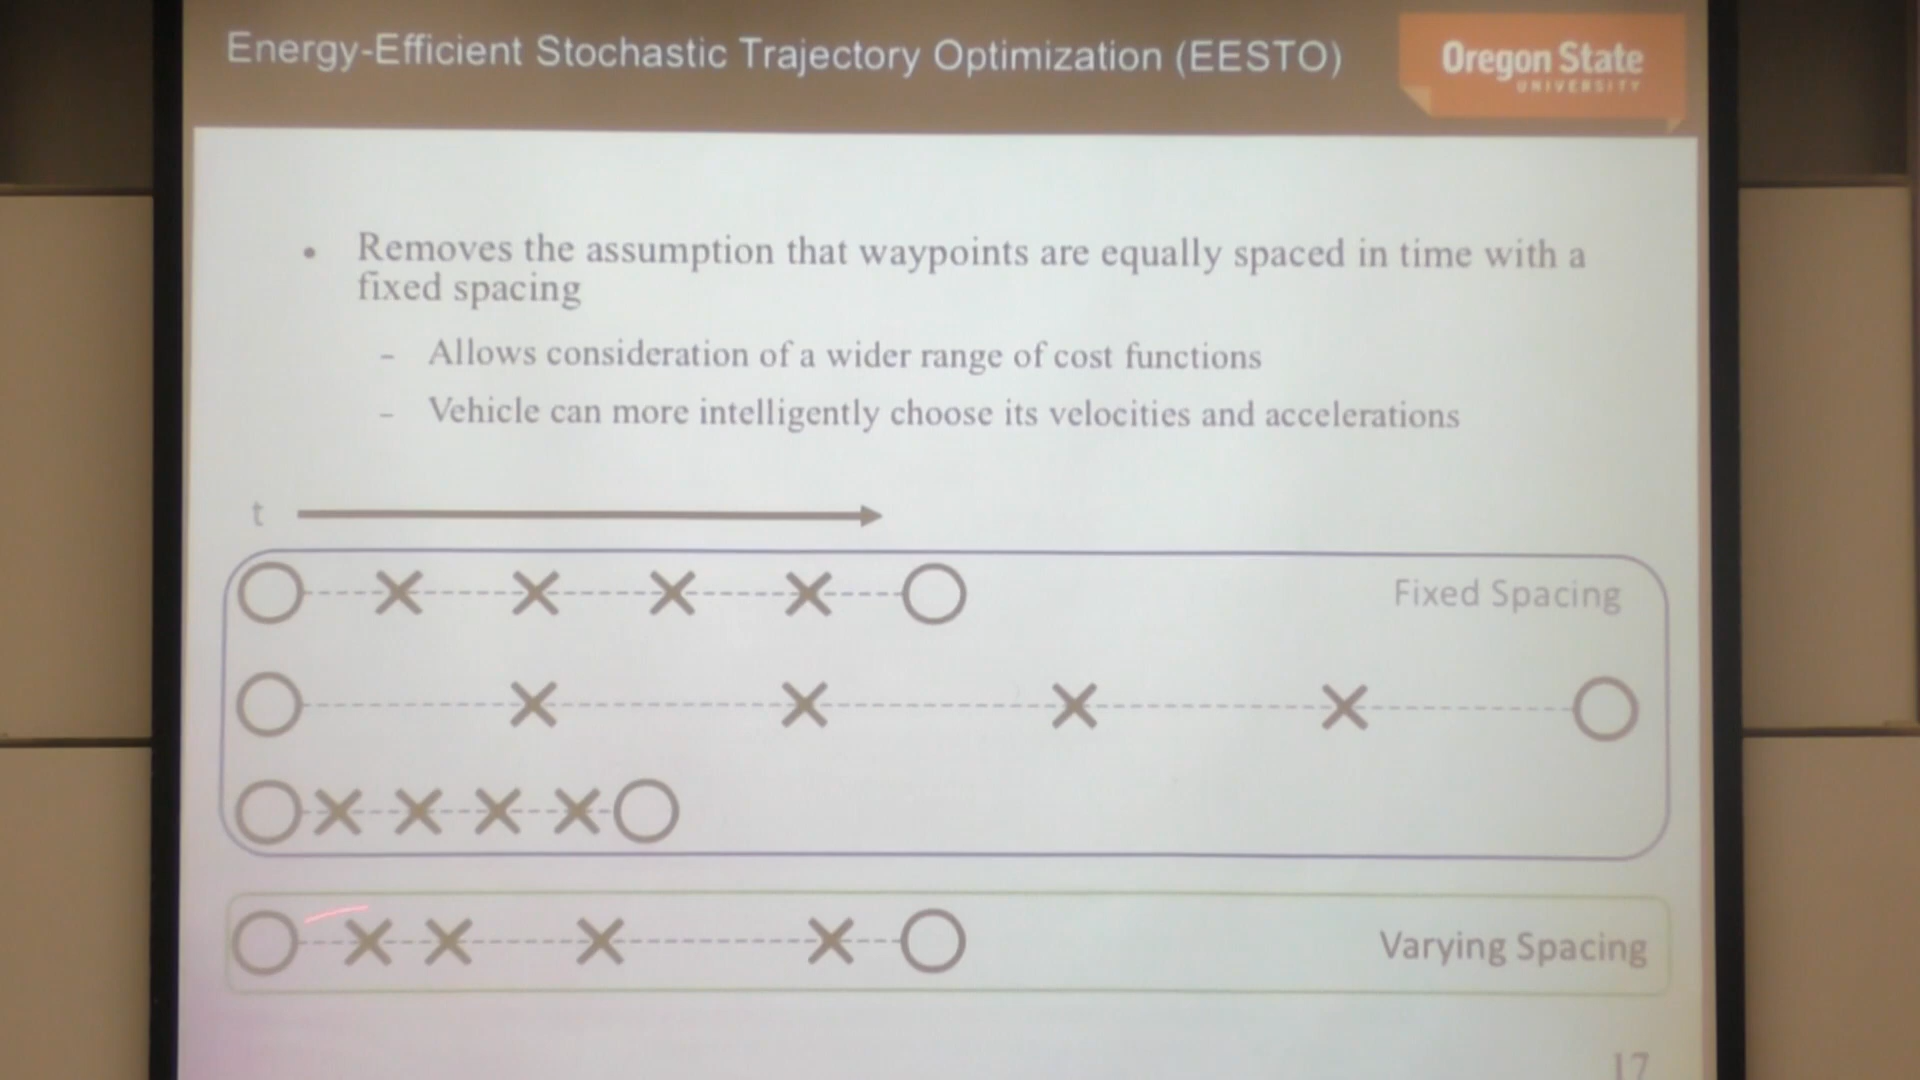 Energy-Efficient Stochastic Trajectory Optimization (EESTO)
Oregon State
UNIVERSITY
• Removes the assumption that waypoints are equally spaced in time with a
fixed spacing
– Allows consideration of a wider range of cost functions
– Vehicle can more intelligently choose its velocities and accelerations
t
Fixed Spacing
Varying Spacing
17